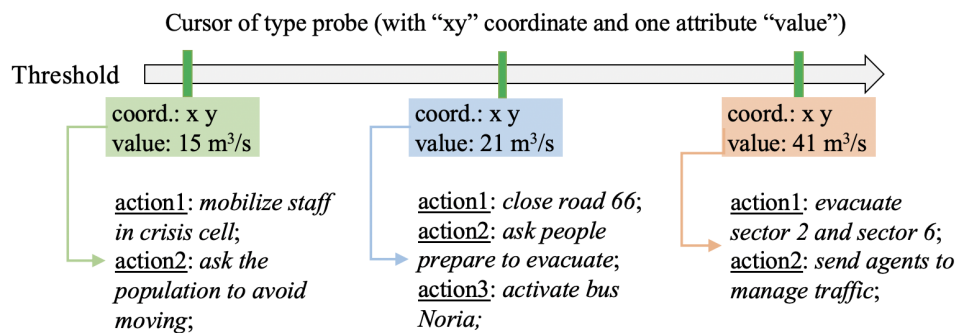 Cursor of type probe (with “xy” coordinate and one attribute “value”)
Threshold
coord.: x y
value: 15 m³/s
action1: mobilize staff
in crisis cell;
action2: ask the
population to avoid
moving;
coord.: x y
value: 21 m³/s
action1: close road 66;
action2: ask people
prepare to evacuate;
action3: activate bus
Noria;
coord.: x y
value: 41 m³/s
action1: evacuate
sector 2 and sector 6;
action2: send agents to
manage traffic;